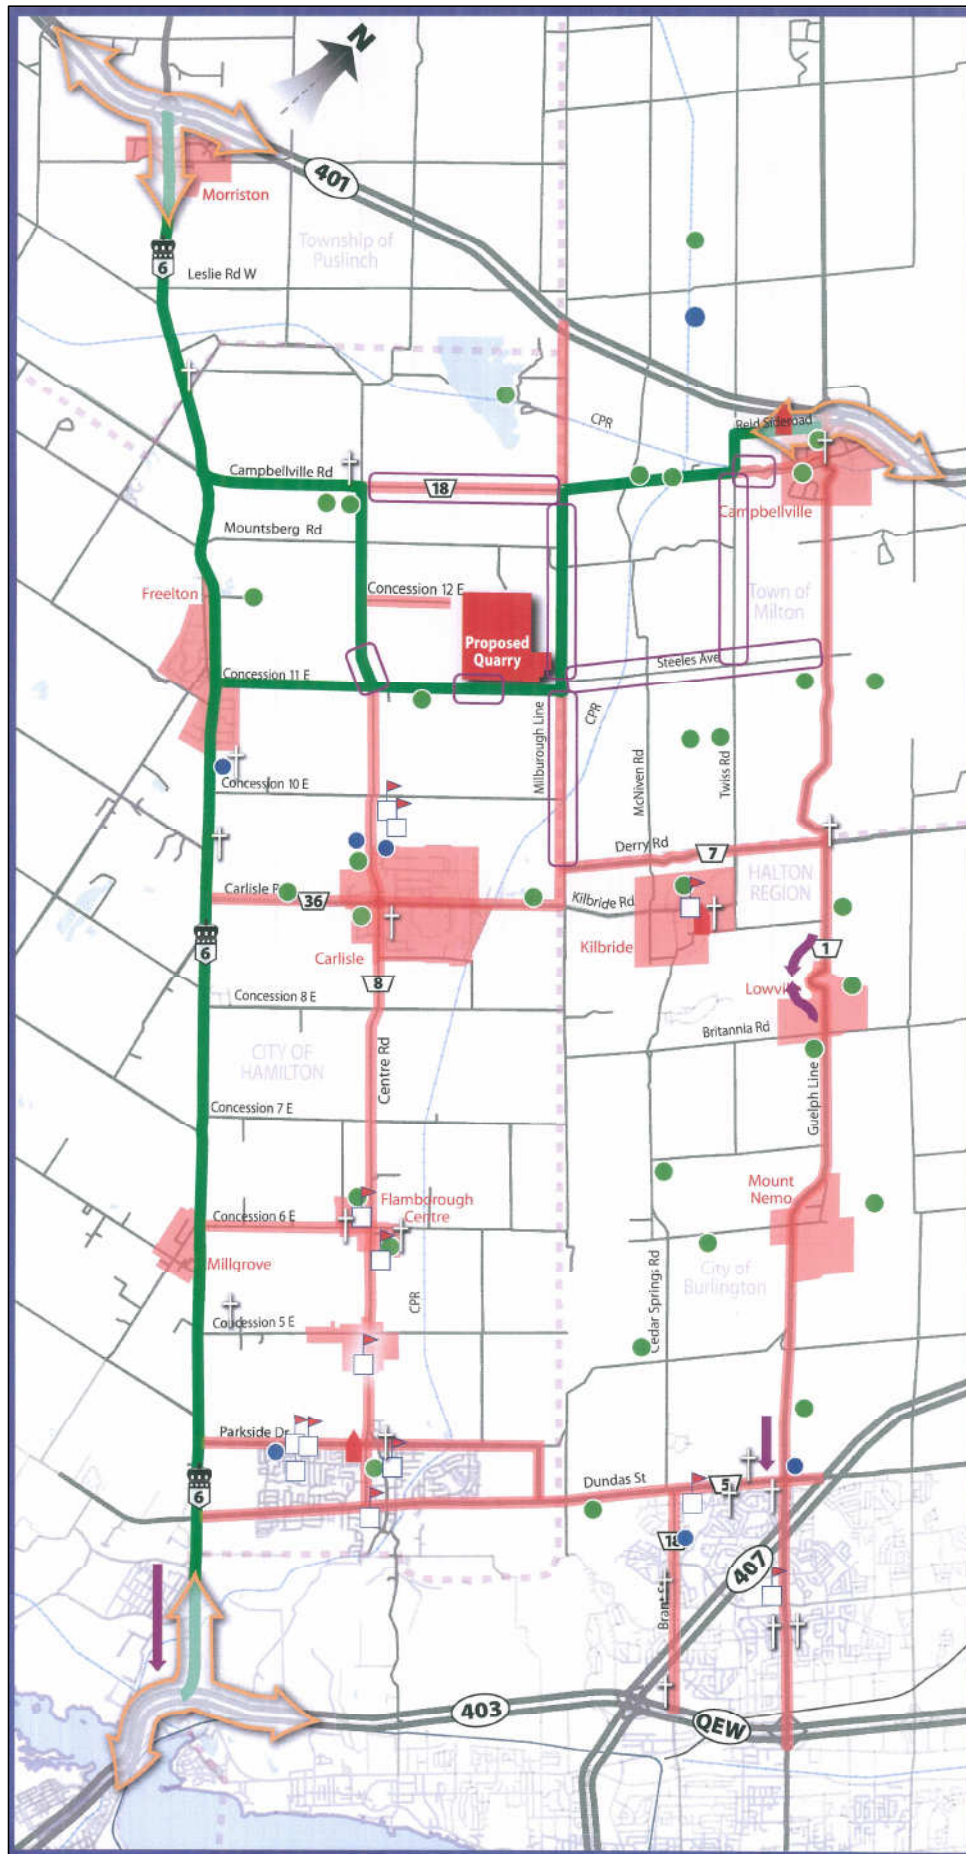 N
401
Morriston
Township of
Puslinch
6
Leslie Rd W
CPR
Reid Sideroad
Campbellville Rd
18
Campbellville
Mountsberg Rd
Freelton
Concession 12 E
Town of
Milton
Proposed
Quarry
Steeles Ave
Concession 11 E
Milburough Line
CPR
McNiven Rd
Twiss Rd
Concession 10 E
Derry Rd
7
HALTON
REGION
Carlisle
36
Kilbride Rd
Kilbride
6
Carlisle
1
8
Concession 8 E
Britannia Rd
CITY OF
HAMILTON
Centre Rd
Guelph Line
Concession 7 E
Mount
Nemo
Flamborough
Centre
Concession 6 E
Millgrove
City of
Burlington
Cedar Springs Rd
CPR
Concession 5 E
Parkside Dr
Dundas St
5
6
18
407
403
QEW